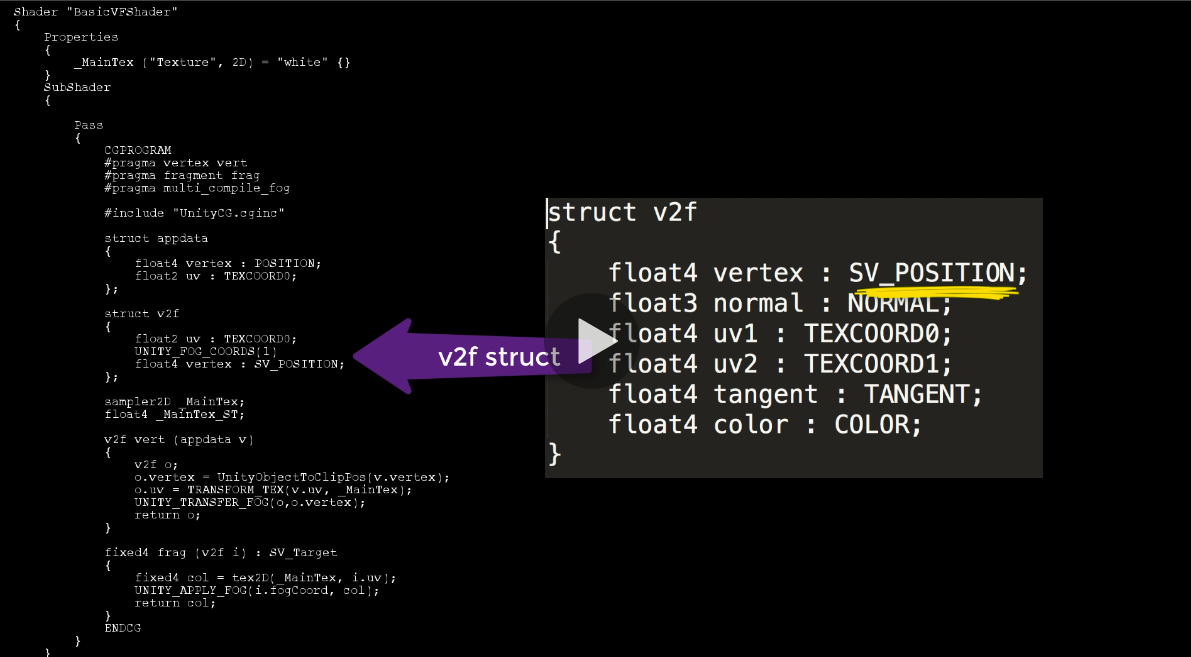 Shader "BasicVFShader"
{
Properties
{
_MainTex ("Texture", 2D) = "white" {}
}
SubShader
{
Pass
{
CGPROGRAM
#pragma vertex vert
#pragma fragment frag
#pragma multi_compile_fog
#include "UnityCG.cginc"
struct appdata
{
float4 vertex : POSITION;
float2 uv : TEXCOORD0;
};
struct v2f
{
float2 uv : TEXCOORD0;
UNITY_FOG_COORDS(1)
float4 vertex : SV_POSITION;
};
sampler2D _MainTex;
float4 _MainTex_ST;
v2f vert (appdata v)
{
v2f o;
o.vertex = UnityObjectToClipPos(v.vertex);
o.uv = TRANSFORM_TEX(v.uv, _MainTex);
UNITY_TRANSFER_FOG(o,o.vertex);
return o;
}
fixed4 frag (v2f i) : SV_Target
{
fixed4 col = tex2D(_MainTex, i.uv);
UNITY_APPLY_FOG(i.fogCoord, col);
return col;
}
ENDCG
}
}
v2f struct
struct v2f
{
float4 vertex : SV_POSITION;
float3 normal : NORMAL;
float4 uv1 : TEXCOORD0;
float4 uv2 : TEXCOORD1;
float4 tangent : TANGENT;
float4 color : COLOR;
}